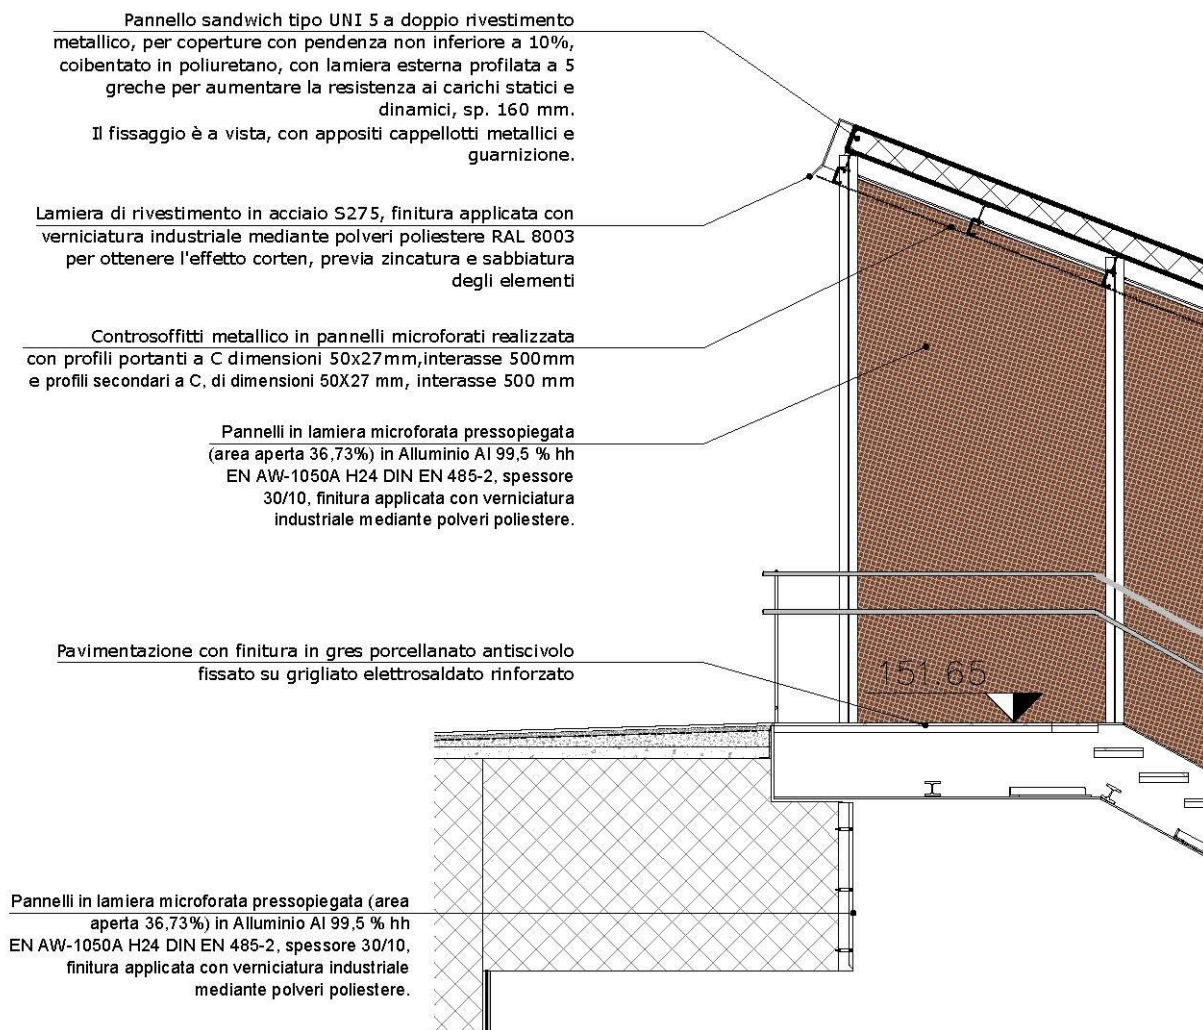 Pannello sandwich tipo UNI 5 a doppio rivestimento
metallico, per coperture con pendenza non inferiore a 10%,
coibentato in poliuretano, con lamiera esterna profilata a 5
greche per aumentare la resistenza ai carichi statici e
dinamici, sp. 160 mm.
Il fissaggio è a vista, con appositi cappellotti metallici e
guarnizione.
Lamiera di rivestimento in acciaio S275, finitura applicata con
verniciatura industriale mediante polveri poliestere RAL 8003
per ottenere l'effetto corten, previa zincatura e sabbiatura
degli elementi
Controsoffitti metallico in pannelli microforati realizzata
con profili portanti a C dimensioni 50x27mm,interasse 500mm
e profili secondari a C, di dimensioni 50X27 mm, interasse 500 mm
Pannelli in lamiera microforata pressopiegata
(area aperta 36,73%) in Alluminio Al 99,5 % hh
EN AW-1050A H24 DIN EN 485-2, spessore
30/10, finitura applicata con verniciatura
industriale mediante polveri poliestere.
Pavimentazione con finitura in gres porcellanato antiscivolo
fissato su grigliato elettrosaldato rinforzato
151.65
Pannelli in lamiera microforata pressopiegata (area
aperta 36,73%) in Alluminio Al 99,5 % hh
EN AW-1050A H24 DIN EN 485-2, spessore 30/10,
finitura applicata con verniciatura industriale
mediante polveri poliestere.